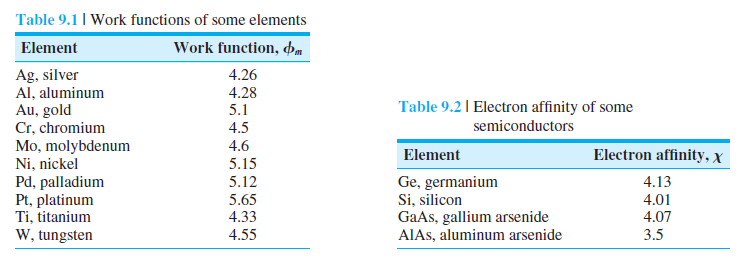 Table 9.1 | Work functions of some elements
Element Work function, ϕm
Ag, silver 4.26
Al, aluminum 4.28
Au, gold 5.1
Cr, chromium 4.5
Mo, molybdenum 4.6
Ni, nickel 5.15
Pd, palladium 5.12
Pt, platinum 5.65
Ti, titanium 4.33
W, tungsten 4.55
Table 9.2 | Electron affinity of some
semiconductors
Element Electron affinity, χ
Ge, germanium 4.13
Si, silicon 4.01
GaAs, gallium arsenide 4.07
AlAs, aluminum arsenide 3.5